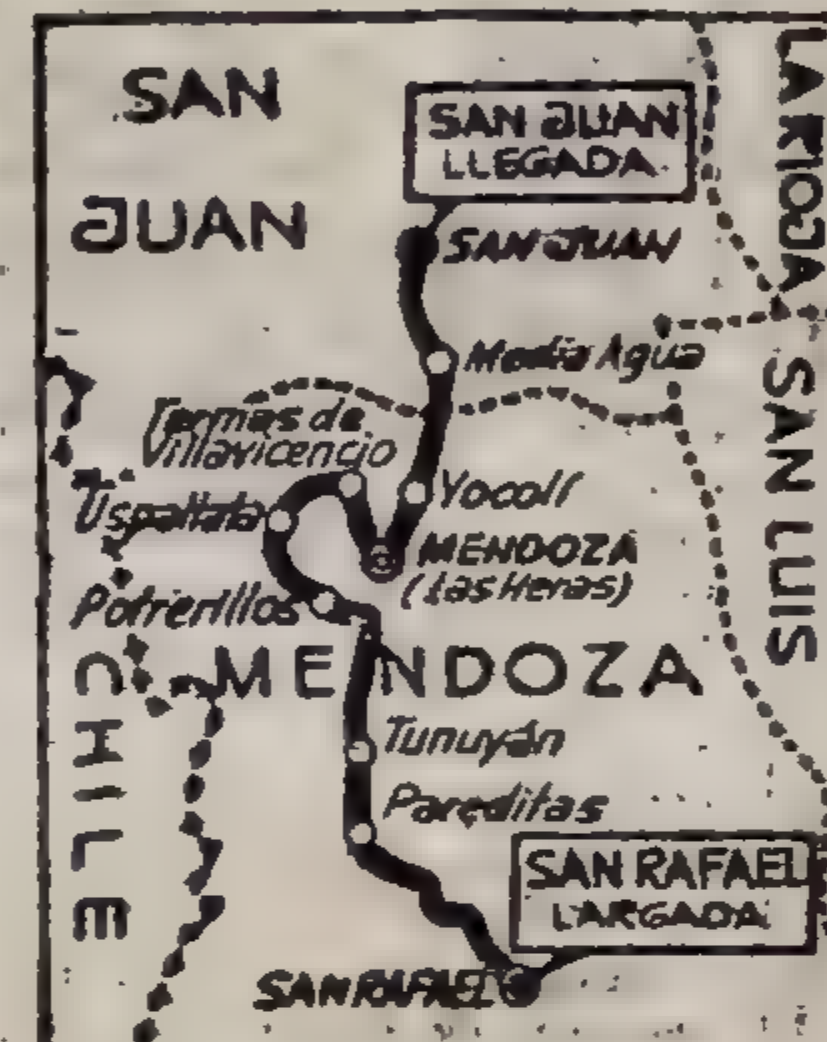 SAN
JUAN
SAN JUAN
LLEGADA
LA RIOJA
SAN JUAN
Media Agua
SAN LUIS
Termas de
Villavicencio
Uspallata
Yocolí
MENDOZA
(Las Heras)
Potrerillos
MENDOZA
CHILE
Tunuyán
Pareditas
SAN RAFAEL
LARGADA
SAN RAFAEL